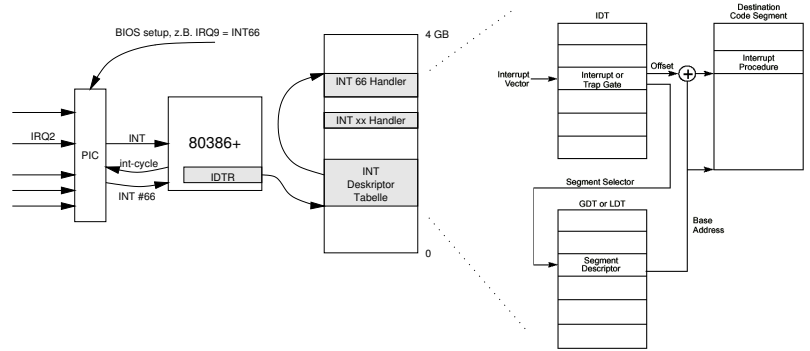 BIOS setup, z.B. IRQ9 = INT66
IRQ2
PIC
INT
int-cycle
INT #66
80386+
IDTR
4 GB
INT 66 Handler
INT xx Handler
INT
Deskriptor
Tabelle
0
IDT
Interrupt
Vector
Interrupt or
Trap Gate
Offset
+
Destination
Code Segment
Interrupt
Procedure
Segment Selector
GDT or LDT
Segment
Descriptor
Base
Address